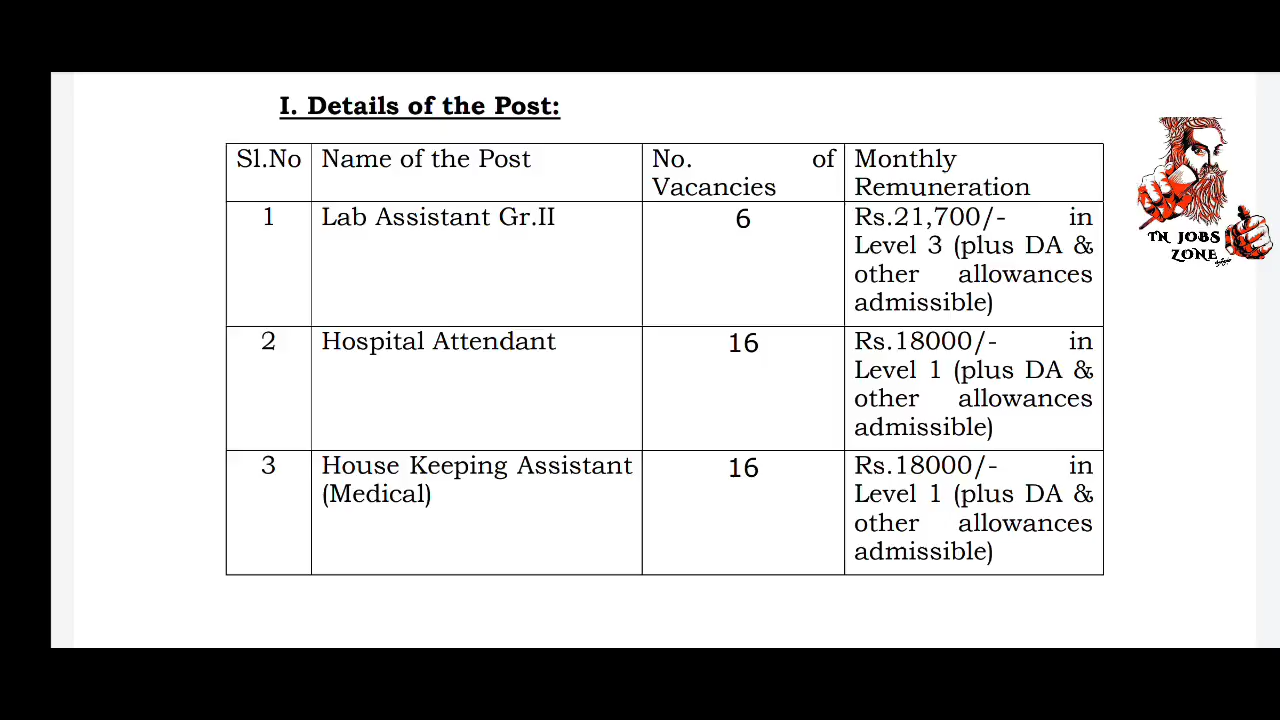 I. Details of the Post:
Sl.No Name of the Post No. of Vacancies Monthly Remuneration
1 Lab Assistant Gr.II 6 Rs.21,700/- in
Level 3 (plus DA &
other allowances
admissible)
2 Hospital Attendant 16 Rs.18000/- in
Level 1 (plus DA &
other allowances
admissible)
3 House Keeping Assistant (Medical) 16 Rs.18000/- in
Level 1 (plus DA &
other allowances
admissible)
TN JOBS
ZONE